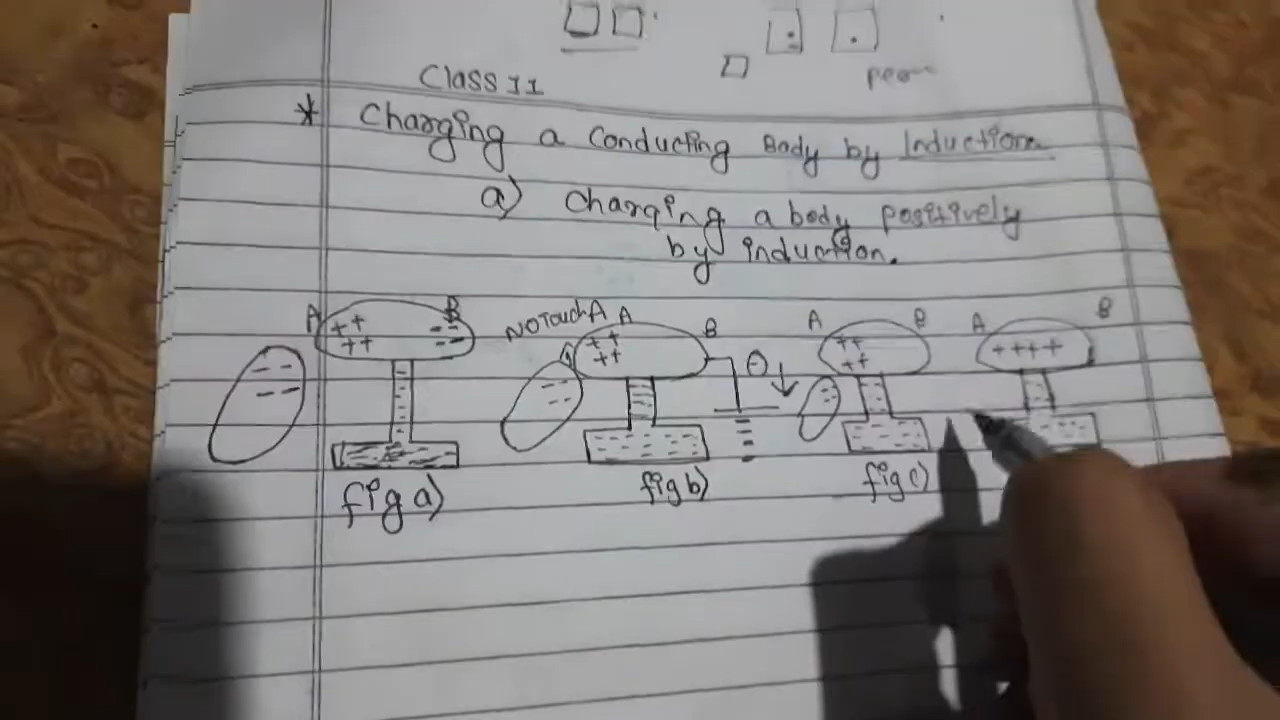 Class II
* Charging a Conducting Body by Induction
a) Charging a body positively
by induction.
A B NO Touch A A B A B A B
++ ++ -- -- ++ ++ ++ ++ ++++
fig a) fig b) fig c)